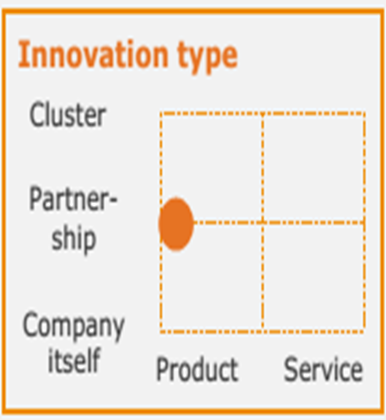 Innovation type
Cluster
Partner-
ship
Company
itself
Product Service